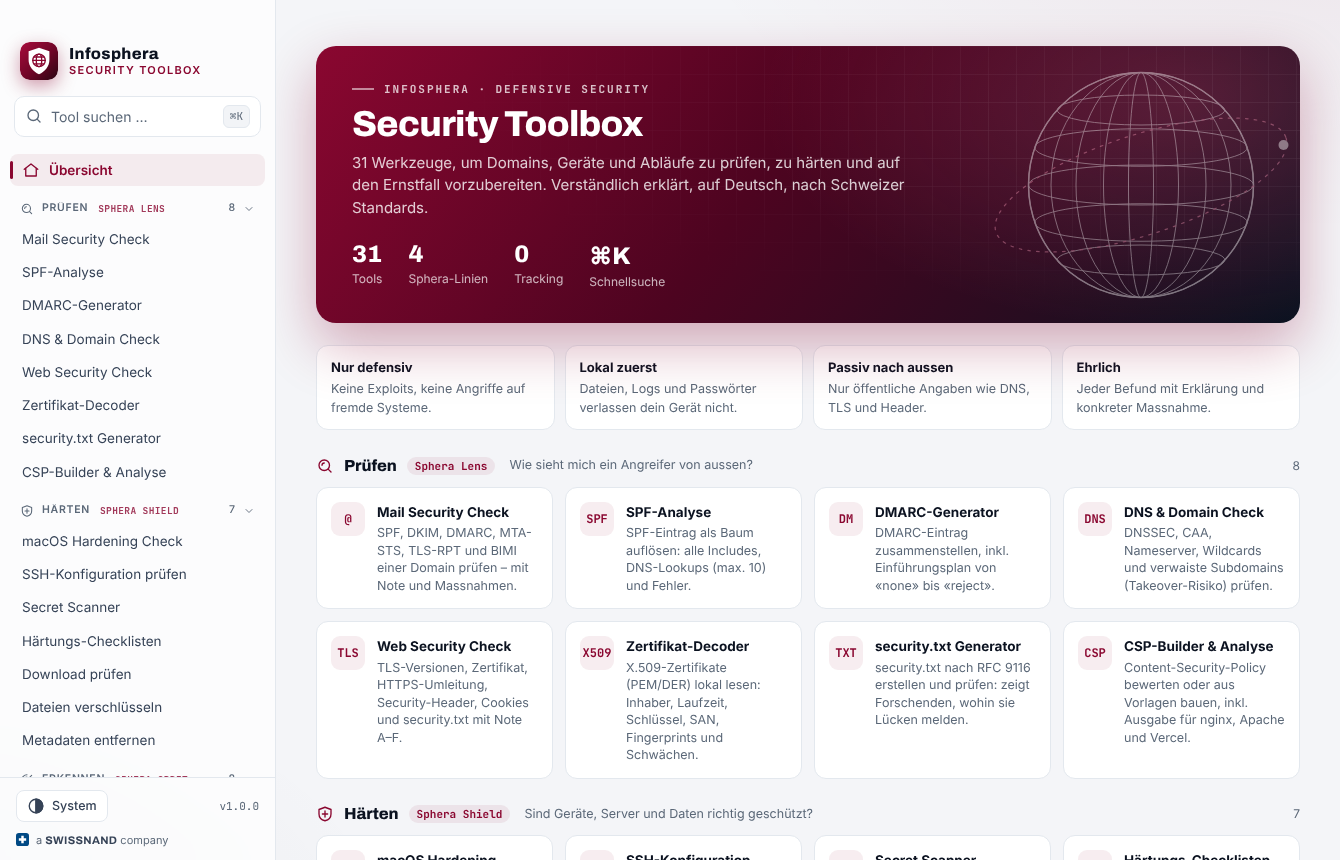 Infosphera
SECURITY TOOLBOX
Tool suchen ...
⌘K
Übersicht
PRÜFEN SPHERA LENS 8
Mail Security Check
SPF-Analyse
DMARC-Generator
DNS & Domain Check
Web Security Check
Zertifikat-Decoder
security.txt Generator
CSP-Builder & Analyse
HÄRTEN SPHERA SHIELD 7
macOS Hardening Check
SSH-Konfiguration prüfen
Secret Scanner
Härtungs-Checklisten
Download prüfen
Dateien verschlüsseln
Metadaten entfernen
System
v1.0.0
a SWISSNAND company
INFOSPHERA · DEFENSIVE SECURITY
Security Toolbox
31 Werkzeuge, um Domains, Geräte und Abläufe zu prüfen, zu härten und auf
den Ernstfall vorzubereiten. Verständlich erklärt, auf Deutsch, nach Schweizer
Standards.
31 4 0 ⌘K
Tools Sphera-Linien Tracking Schnellsuche
Nur defensiv
Keine Exploits, keine Angriffe auf
fremde Systeme.
Lokal zuerst
Dateien, Logs und Passwörter
verlassen dein Gerät nicht.
Passiv nach aussen
Nur öffentliche Angaben wie DNS,
TLS und Header.
Ehrlich
Jeder Befund mit Erklärung und
konkreter Massnahme.
Prüfen Sphera Lens Wie sieht mich ein Angreifer von aussen? 8
@
Mail Security Check
SPF, DKIM, DMARC, MTA-
STS, TLS-RPT und BIMI
einer Domain prüfen – mit
Note und Massnahmen.
SPF
SPF-Analyse
SPF-Eintrag als Baum
auflösen: alle Includes,
DNS-Lookups (max. 10)
und Fehler.
DM
DMARC-Generator
DMARC-Eintrag
zusammenstellen, inkl.
Einführungsplan von
«none» bis «reject».
DNS
DNS & Domain Check
DNSSEC, CAA,
Nameserver, Wildcards
und verwaiste Subdomains
(Takeover-Risiko) prüfen.
TLS
Web Security Check
TLS-Versionen, Zertifikat,
HTTPS-Umleitung,
Security-Header, Cookies
und security.txt mit Note
A–F.
X509
Zertifikat-Decoder
X.509-Zertifikate
(PEM/DER) lokal lesen:
Inhaber, Laufzeit,
Schlüssel, SAN,
Fingerprints und
Schwächen.
TXT
security.txt Generator
security.txt nach RFC 9116
erstellen und prüfen: zeigt
Forschenden, wohin sie
Lücken melden.
CSP
CSP-Builder & Analyse
Content-Security-Policy
bewerten oder aus
Vorlagen bauen, inkl.
Ausgabe für nginx, Apache
und Vercel.
Härten Sphera Shield Sind Geräte, Server und Daten richtig geschützt? 7
macOS Hardening
SSH-Konfiguration
Secret Scanner
Härtungs-Checklisten